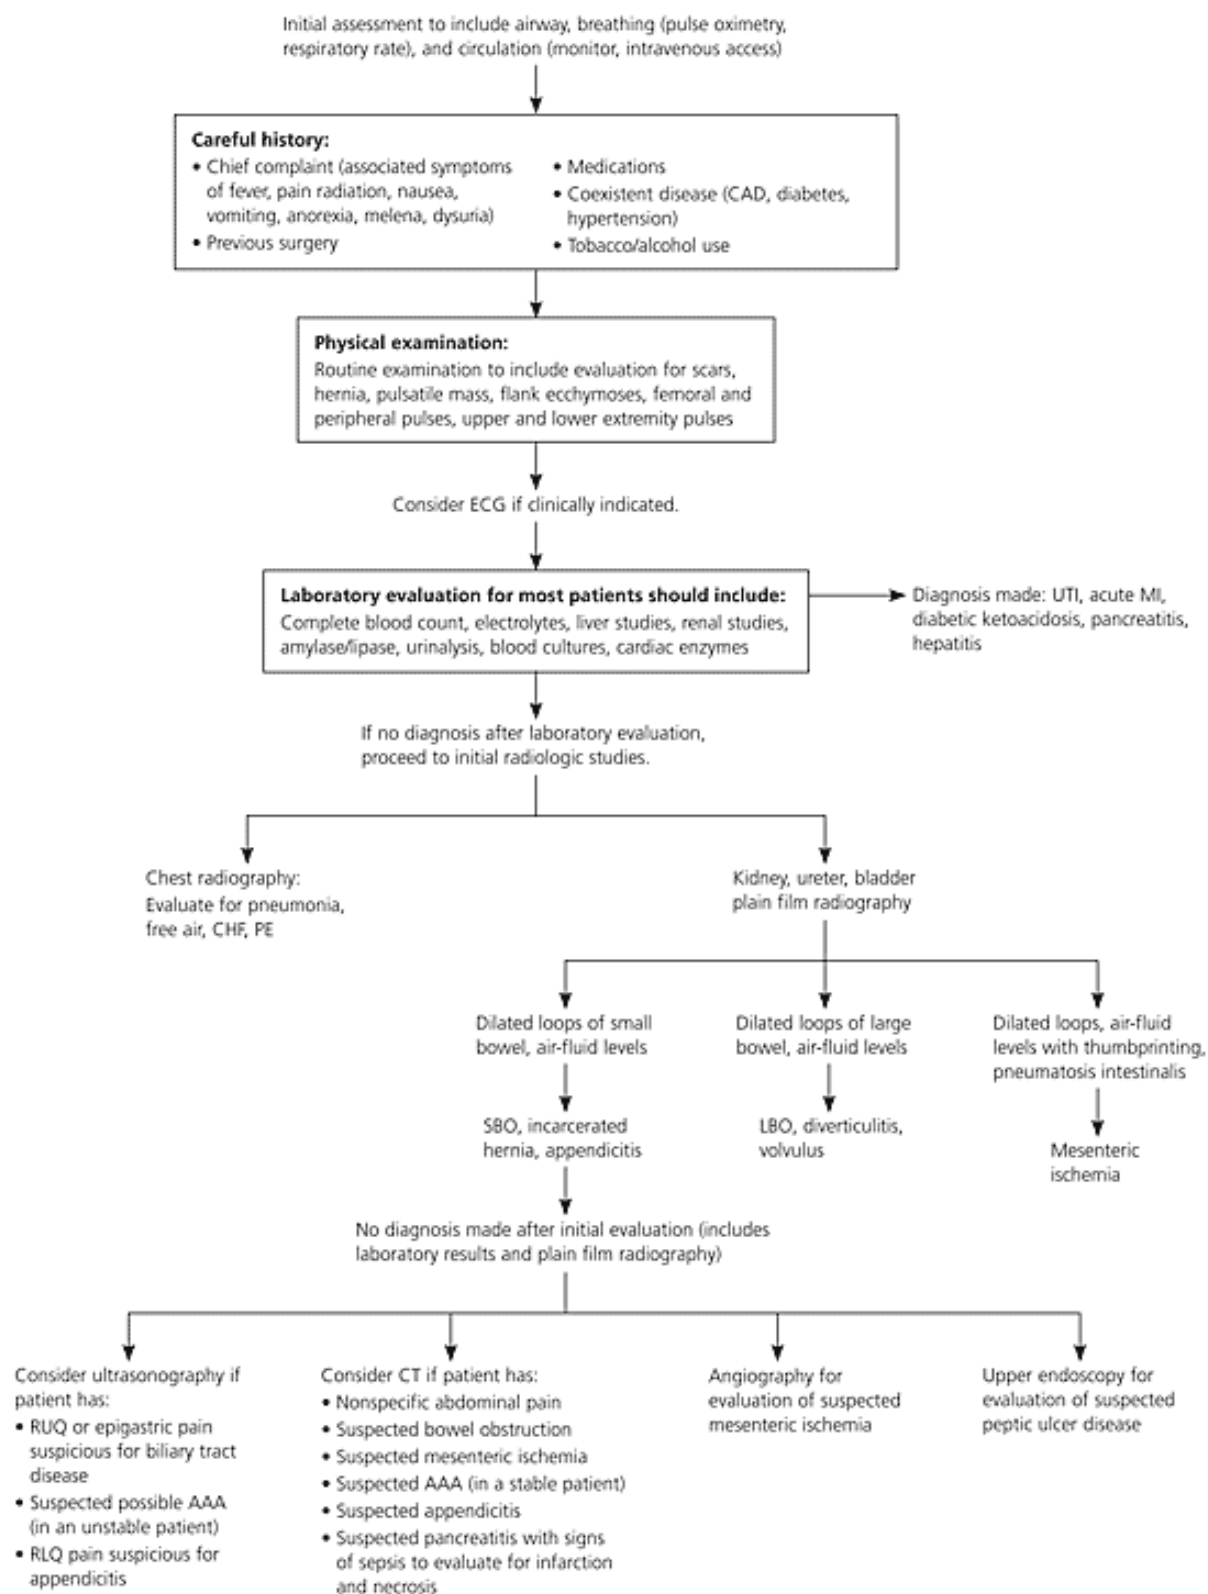 Initial assessment to include airway, breathing (pulse oximetry,
respiratory rate), and circulation (monitor, intravenous access)
Careful history:
• Chief complaint (associated symptoms
of fever, pain radiation, nausea,
vomiting, anorexia, melena, dysuria)
• Previous surgery
• Medications
• Coexistent disease (CAD, diabetes,
hypertension)
• Tobacco/alcohol use
Physical examination:
Routine examination to include evaluation for scars,
hernia, pulsatile mass, flank ecchymoses, femoral and
peripheral pulses, upper and lower extremity pulses
Consider ECG if clinically indicated.
Laboratory evaluation for most patients should include:
Complete blood count, electrolytes, liver studies, renal studies,
amylase/lipase, urinalysis, blood cultures, cardiac enzymes
Diagnosis made: UTI, acute MI,
diabetic ketoacidosis, pancreatitis,
hepatitis
If no diagnosis after laboratory evaluation,
proceed to initial radiologic studies.
Chest radiography:
Evaluate for pneumonia,
free air, CHF, PE
Kidney, ureter, bladder
plain film radiography
Dilated loops of small
bowel, air-fluid levels
Dilated loops of large
bowel, air-fluid levels
Dilated loops, air-fluid
levels with thumbprinting,
pneumatosis intestinalis
SBO, incarcerated
hernia, appendicitis
LBO, diverticulitis,
volvulus
Mesenteric
ischemia
No diagnosis made after initial evaluation (includes
laboratory results and plain film radiography)
Consider ultrasonography if
patient has:
• RUQ or epigastric pain
suspicious for biliary tract
disease
• Suspected possible AAA
(in an unstable patient)
• RLQ pain suspicious for
appendicitis
Consider CT if patient has:
• Nonspecific abdominal pain
• Suspected bowel obstruction
• Suspected mesenteric ischemia
• Suspected AAA (in a stable patient)
• Suspected appendicitis
• Suspected pancreatitis with signs
of sepsis to evaluate for infarction
and necrosis
Angiography for
evaluation of suspected
mesenteric ischemia
Upper endoscopy for
evaluation of suspected
peptic ulcer disease